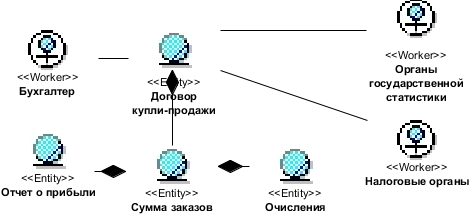 <<Worker>>
Бухгалтер
<<Entity>>
Договор
купли-продажи
<<Worker>>
Органы
государственной
статистики
<<Entity>>
Отчет о прибыли
<<Entity>>
Сумма заказов
<<Entity>>
Очисления
<<Worker>>
Налоговые органы